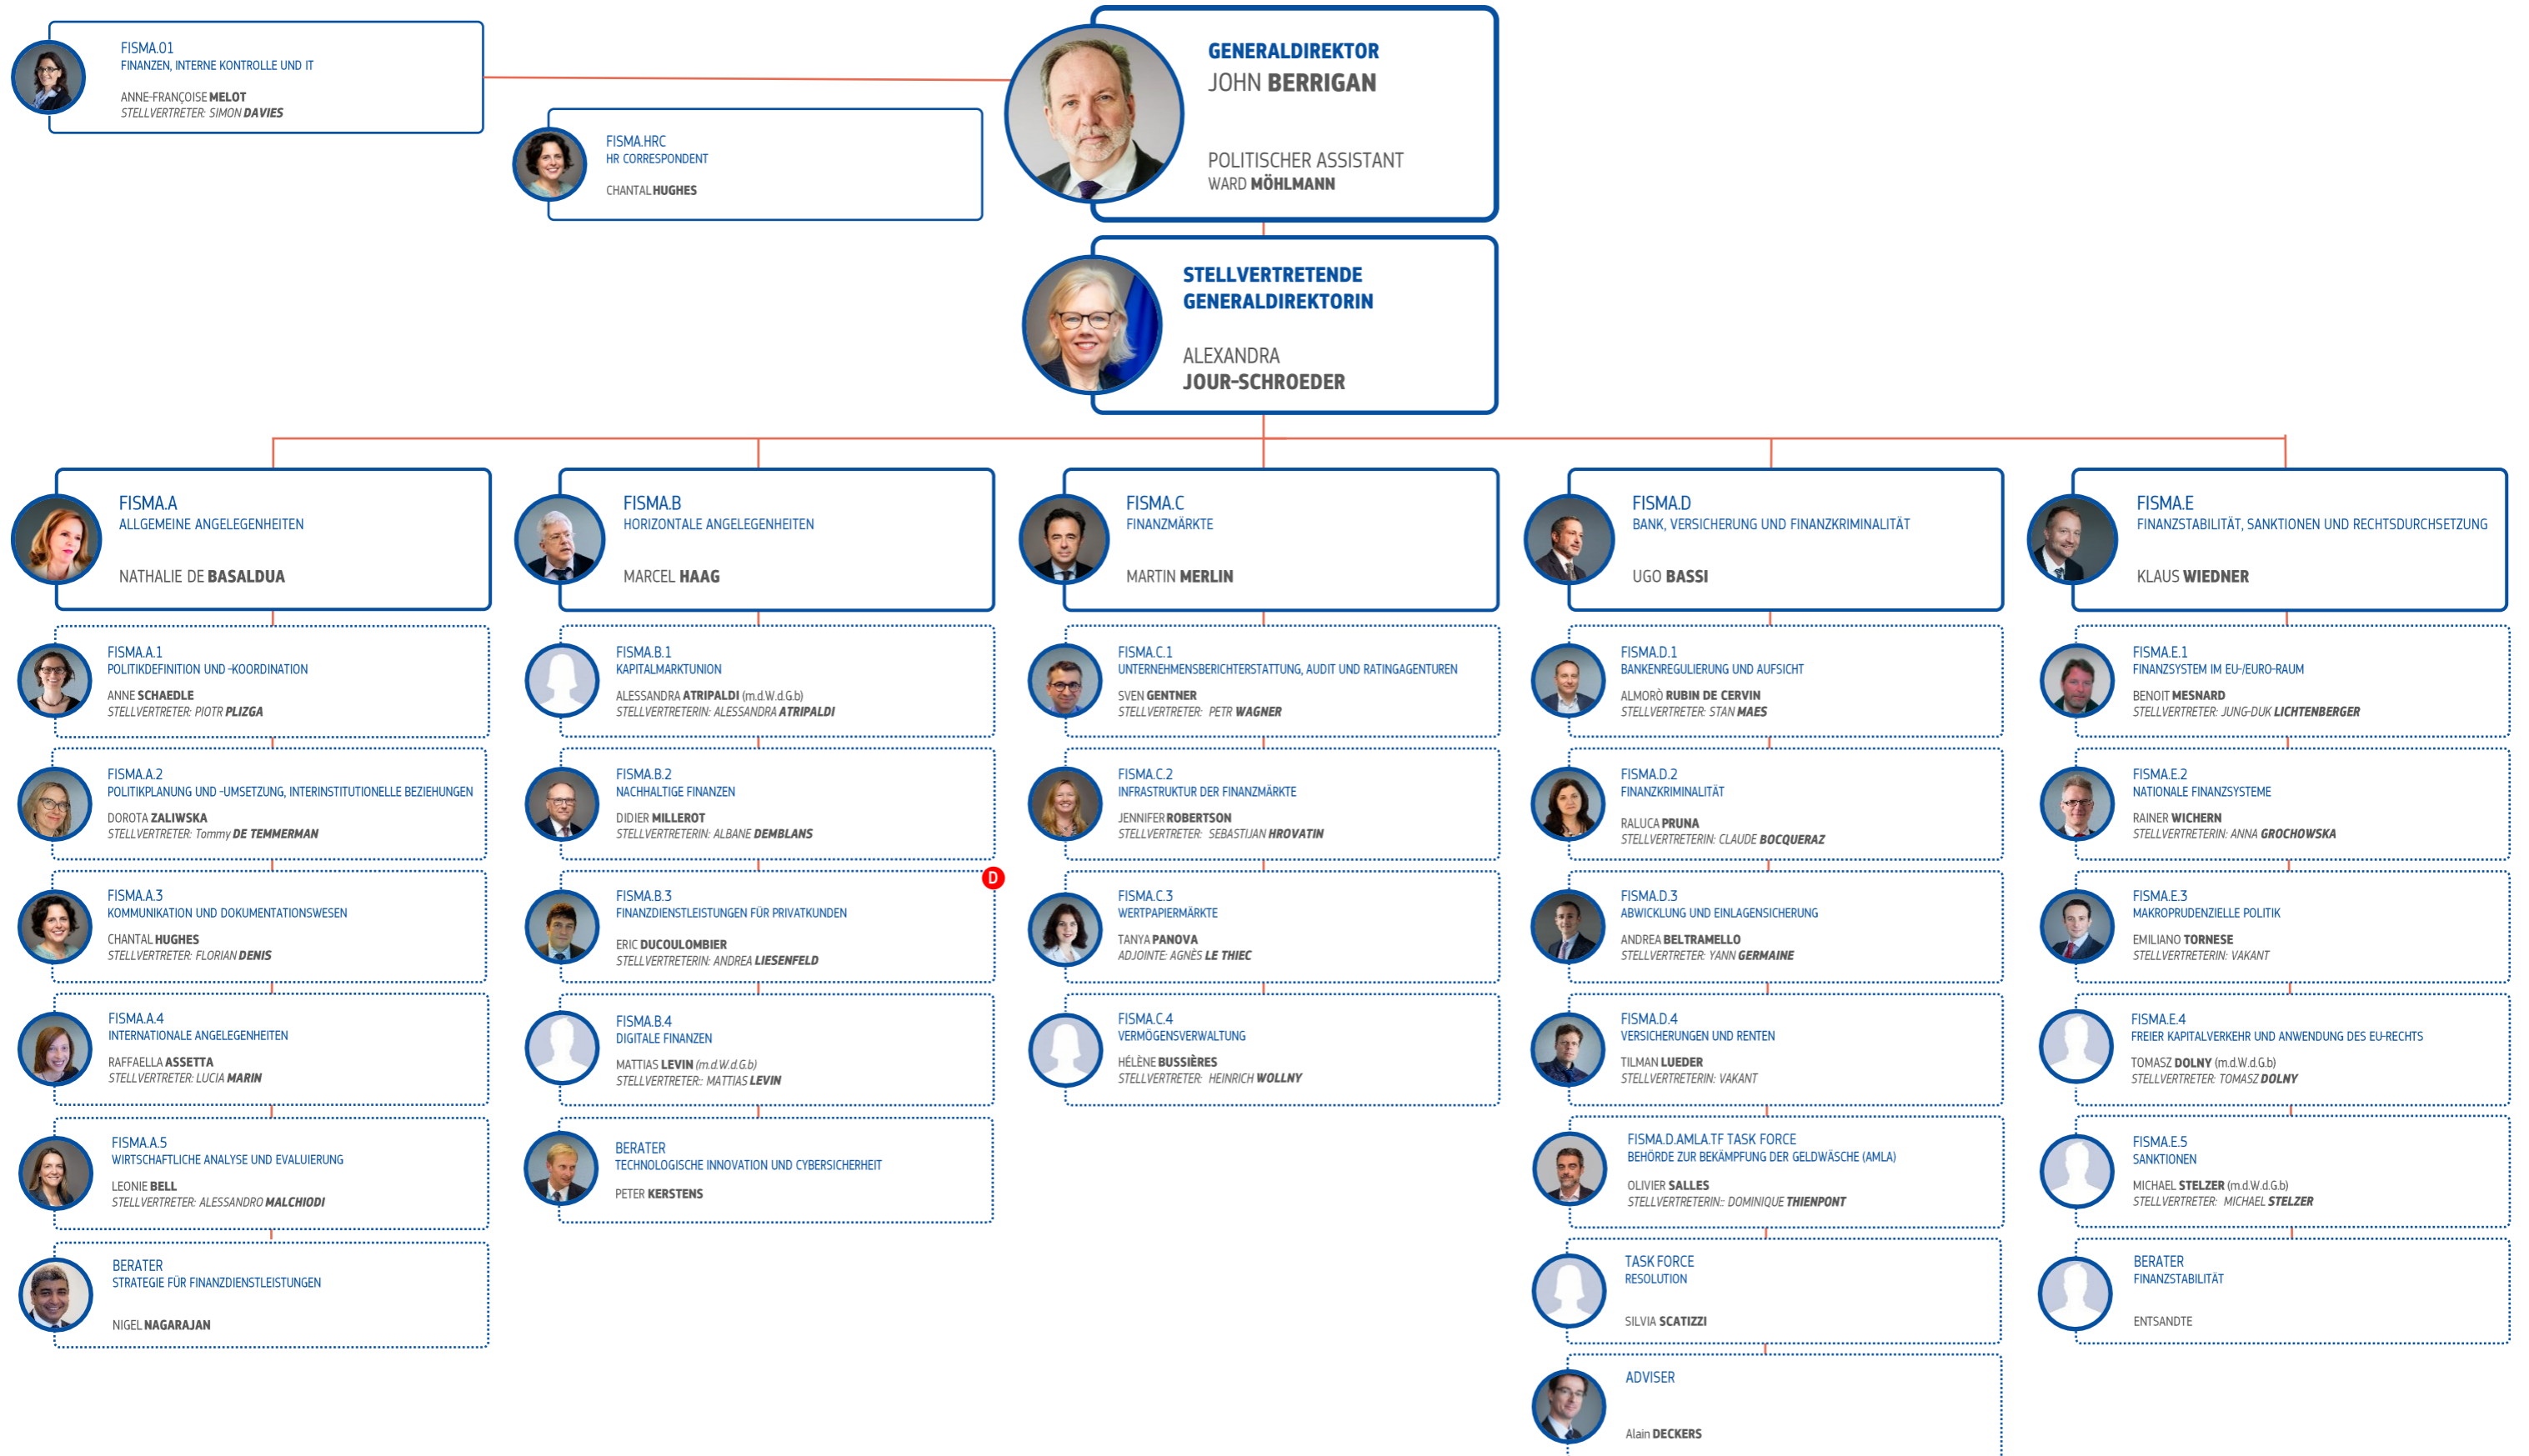 FISMA.01
FINANZEN, INTERNE KONTROLLE UND IT
ANNE-FRANÇOISE MELOT
STELLVERTRETER: SIMON DAVIES
FISMA.HRC
HR CORRESPONDENT
CHANTAL HUGHES
GENERALDIREKTOR
JOHN BERRIGAN
POLITISCHER ASSISTANT
WARD MÖHLMANN
STELLVERTRETENDE
GENERALDIREKTORIN
ALEXANDRA
JOUR-SCHROEDER
FISMA.A
ALLGEMEINE ANGELEGENHEITEN
NATHALIE DE BASALDUA
FISMA.A.1
POLITIKDEFINITION UND -KOORDINATION
ANNE SCHAEDLE
STELLVERTRETER: PIOTR PLIZGA
FISMA.A.2
POLITIKPLANUNG UND -UMSETZUNG, INTERINSTITUTIONELLE BEZIEHUNGEN
DOROTA ZALIWSKA
STELLVERTRETER: Tommy DE TEMMERMAN
FISMA.A.3
KOMMUNIKATION UND DOKUMENTATIONSWESEN
CHANTAL HUGHES
STELLVERTRETER: FLORIAN DENIS
FISMA.A.4
INTERNATIONALE ANGELEGENHEITEN
RAFFAELLA ASSETTA
STELLVERTRETER: LUCIA MARIN
FISMA.A.5
WIRTSCHAFTLICHE ANALYSE UND EVALUIERUNG
LEONIE BELL
STELLVERTRETER: ALESSANDRO MALCHIODI
BERATER
STRATEGIE FÜR FINANZDIENSTLEISTUNGEN
NIGEL NAGARAJAN
FISMA.B
HORIZONTALE ANGELEGENHEITEN
MARCEL HAAG
FISMA.B.1
KAPITALMARKTUNION
ALESSANDRA ATRIPALDI (m.d.W.d.G.b)
STELLVERTRETERIN: ALESSANDRA ATRIPALDI
FISMA.B.2
NACHHALTIGE FINANZEN
DIDIER MILLEROT
STELLVERTRETERIN: ALBANE DEMBLANS
D
FISMA.B.3
FINANZDIENSTLEISTUNGEN FÜR PRIVATKUNDEN
ERIC DUCOULOMBIER
STELLVERTRETERIN: ANDREA LIESENFELD
FISMA.B.4
DIGITALE FINANZEN
MATTIAS LEVIN (m.d.W.d.G.b)
STELLVERTRETER:: MATTIAS LEVIN
BERATER
TECHNOLOGISCHE INNOVATION UND CYBERSICHERHEIT
PETER KERSTENS
FISMA.C
FINANZMÄRKTE
MARTIN MERLIN
FISMA.C.1
UNTERNEHMENSBERICHTERSTATTUNG, AUDIT UND RATINGAGENTUREN
SVEN GENTNER
STELLVERTRETER: PETR WAGNER
FISMA.C.2
INFRASTRUKTUR DER FINANZMÄRKTE
JENNIFER ROBERTSON
STELLVERTRETER: SEBASTIJAN HROVATIN
FISMA.C.3
WERTPAPIERMÄRKTE
TANYA PANOVA
ADJOINTE: AGNÈS LE THIEC
FISMA.C.4
VERMÖGENSVERWALTUNG
HÉLÈNE BUSSIÈRES
STELLVERTRETER: HEINRICH WOLLNY
FISMA.D
BANK, VERSICHERUNG UND FINANZKRIMINALITÄT
UGO BASSI
FISMA.D.1
BANKENREGULIERUNG UND AUFSICHT
ALMORÒ RUBIN DE CERVIN
STELLVERTRETER: STAN MAES
FISMA.D.2
FINANZKRIMINALITÄT
RALUCA PRUNA
STELLVERTRETERIN: CLAUDE BOCQUERAZ
FISMA.D.3
ABWICKLUNG UND EINLAGENSICHERUNG
ANDREA BELTRAMELLO
STELLVERTRETER: YANN GERMAINE
FISMA.D.4
VERSICHERUNGEN UND RENTEN
TILMAN LUEDER
STELLVERTRETERIN: VAKANT
FISMA.D.AMLA.TF TASK FORCE
BEHÖRDE ZUR BEKÄMPFUNG DER GELDWÄSCHE (AMLA)
OLIVIER SALLES
STELLVERTRETERIN:: DOMINIQUE THIENPONT
TASK FORCE
RESOLUTION
SILVIA SCATIZZI
ADVISER
Alain DECKERS
FISMA.E
FINANZSTABILITÄT, SANKTIONEN UND RECHTSDURCHSETZUNG
KLAUS WIEDNER
FISMA.E.1
FINANZSYSTEM IM EU-/EURO-RAUM
BENOIT MESNARD
STELLVERTRETER: JUNG-DUK LICHTENBERGER
FISMA.E.2
NATIONALE FINANZSYSTEME
RAINER WICHERN
STELLVERTRETERIN: ANNA GROCHOWSKA
FISMA.E.3
MAKROPRUDENZIELLE POLITIK
EMILIANO TORNESE
STELLVERTRETERIN: VAKANT
FISMA.E.4
FREIER KAPITALVERKEHR UND ANWENDUNG DES EU-RECHTS
TOMASZ DOLNY (m.d.W.d.G.b)
STELLVERTRETER: TOMASZ DOLNY
FISMA.E.5
SANKTIONEN
MICHAEL STELZER (m.d.W.d.G.b)
STELLVERTRETER: MICHAEL STELZER
BERATER
FINANZSTABILITÄT
ENTSANDTE